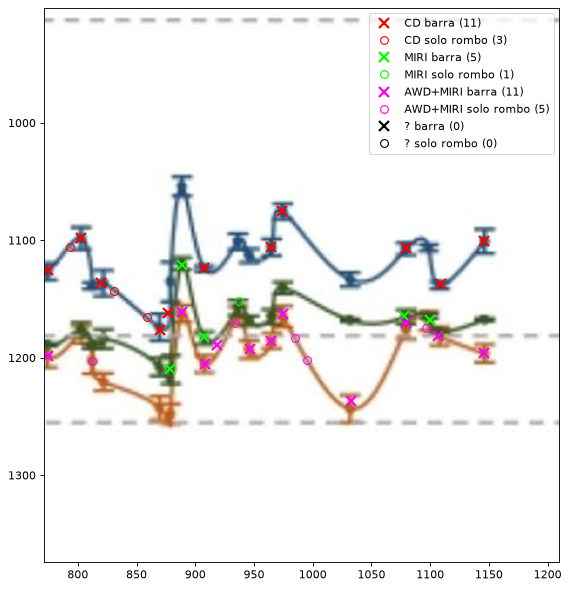 CD barra (11)
CD solo rombo (3)
MIRI barra (5)
MIRI solo rombo (1)
AWD+MIRI barra (11)
AWD+MIRI solo rombo (5)
? barra (0)
? solo rombo (0)
1000
1100
1200
1300
800 850 900 950 1000 1050 1100 1150 1200